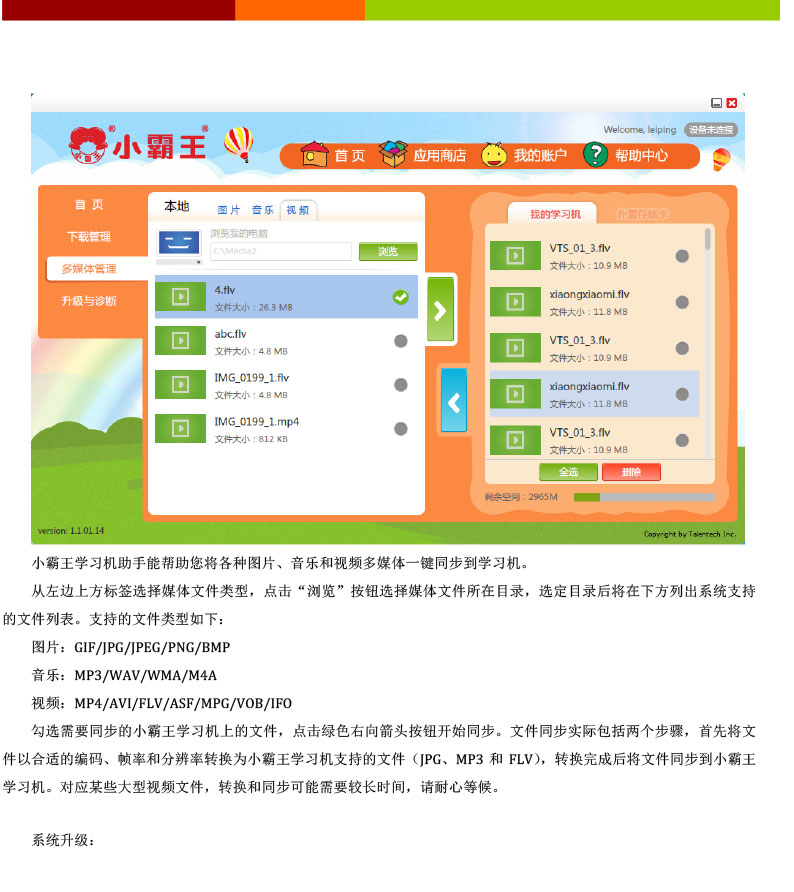 Welcome, leiping 设备未连接
小霸王
小霸王
首页 应用商店 我的账户 帮助中心
首 页
下载管理
多媒体管理
升级与诊断
本地 图片 音乐 视频
浏览我的电脑
C:\Media2 浏览
4.flv
文件大小：26.3 MB
abc.flv
文件大小：4.8 MB
IMG_0199_1.flv
文件大小：4.8 MB
IMG_0199_1.mp4
文件大小：812 KB
我的学习机 外置存储卡
VTS_01_3.flv
文件大小：10.9 MB
xiaongxiaomi.flv
文件大小：11.8 MB
VTS_01_3.flv
文件大小：10.9 MB
xiaongxiaomi.flv
文件大小：11.8 MB
VTS_01_3.flv
文件大小：10.9 MB
全选 删除
剩余空间：2965M
version: 1.1.01.14
Copyright by Talentech Inc.
小霸王学习机助手能帮助您将各种图片、音乐和视频多媒体一键同步到学习机。
从左边上方标签选择媒体文件类型，点击“浏览”按钮选择媒体文件所在目录，选定目录后将在下方列出系统支持
的文件列表。支持的文件类型如下：
图片：GIF/JPG/JPEG/PNG/BMP
音乐：MP3/WAV/WMA/M4A
视频：MP4/AVI/FLV/ASF/MPG/VOB/IFO
勾选需要同步的小霸王学习机上的文件，点击绿色右向箭头按钮开始同步。文件同步实际包括两个步骤，首先将文
件以合适的编码、帧率和分辨率转换为小霸王学习机支持的文件（JPG、MP3 和 FLV），转换完成后将文件同步到小霸王
学习机。对应某些大型视频文件，转换和同步可能需要较长时间，请耐心等候。
系统升级：